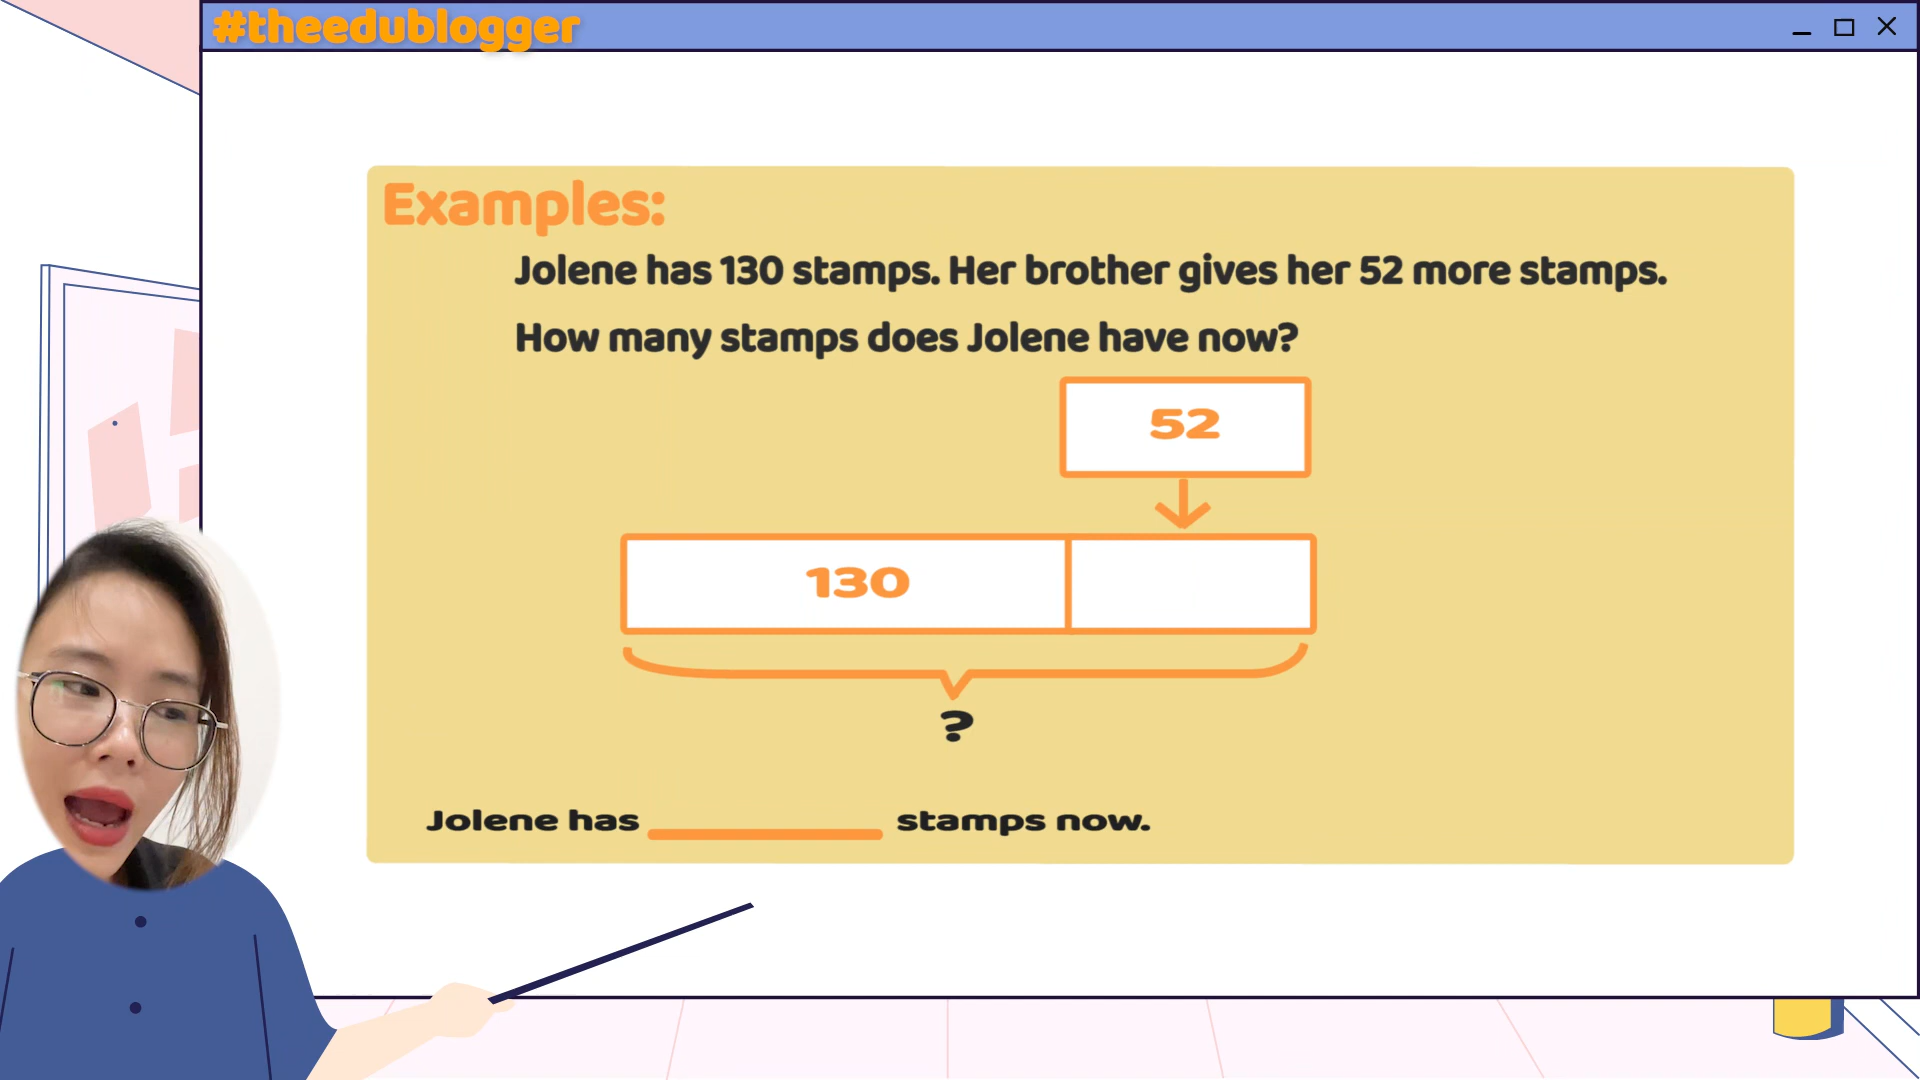 #theedublogger
Examples:
Jolene has 130 stamps. Her brother gives her 52 more stamps.
How many stamps does Jolene have now?
52
130
?
Jolene has ________ stamps now.